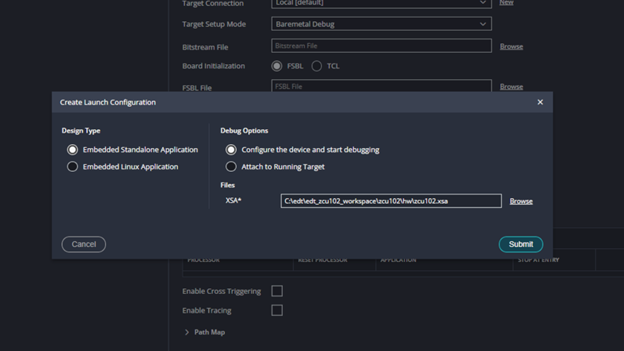 Target Connection Local [default] New
Target Setup Mode Baremetal Debug
Bitstream File Bitstream File Browse
Board Initialization FSBL TCL
FSBL File FSBL File Browse
Create Launch Configuration
Design Type Debug Options
Embedded Standalone Application Configure the device and start debugging
Embedded Linux Application Attach to Running Target
Files
XSA* C:\edt\edt_zcu102_workspace\zcu102\hw\zcu102.xsa Browse
Cancel Submit
PROCESSOR RESET PROCESSOR APPLICATION STOP AT ENTRY
Enable Cross Triggering
Enable Tracing
Path Map